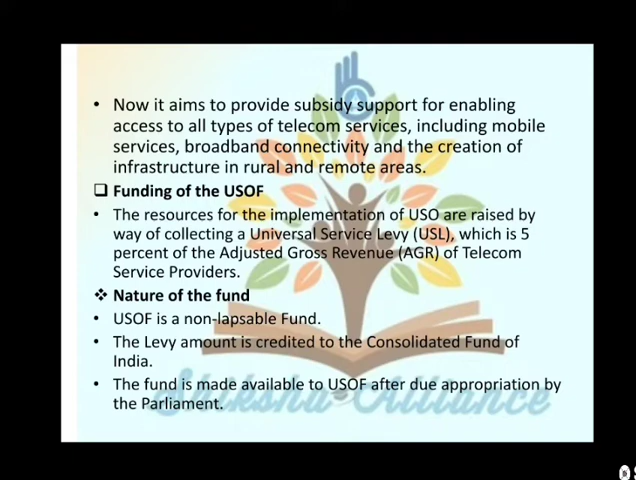 • Now it aims to provide subsidy support for enabling
access to all types of telecom services, including mobile
services, broadband connectivity and the creation of
infrastructure in rural and remote areas.
❑ Funding of the USOF
• The resources for the implementation of USO are raised by
way of collecting a Universal Service Levy (USL), which is 5
percent of the Adjusted Gross Revenue (AGR) of Telecom
Service Providers.
❖ Nature of the fund
• USOF is a non-lapsable Fund.
• The Levy amount is credited to the Consolidated Fund of
India.
• The fund is made available to USOF after due appropriation by
the Parliament.
Shiksha Alliance